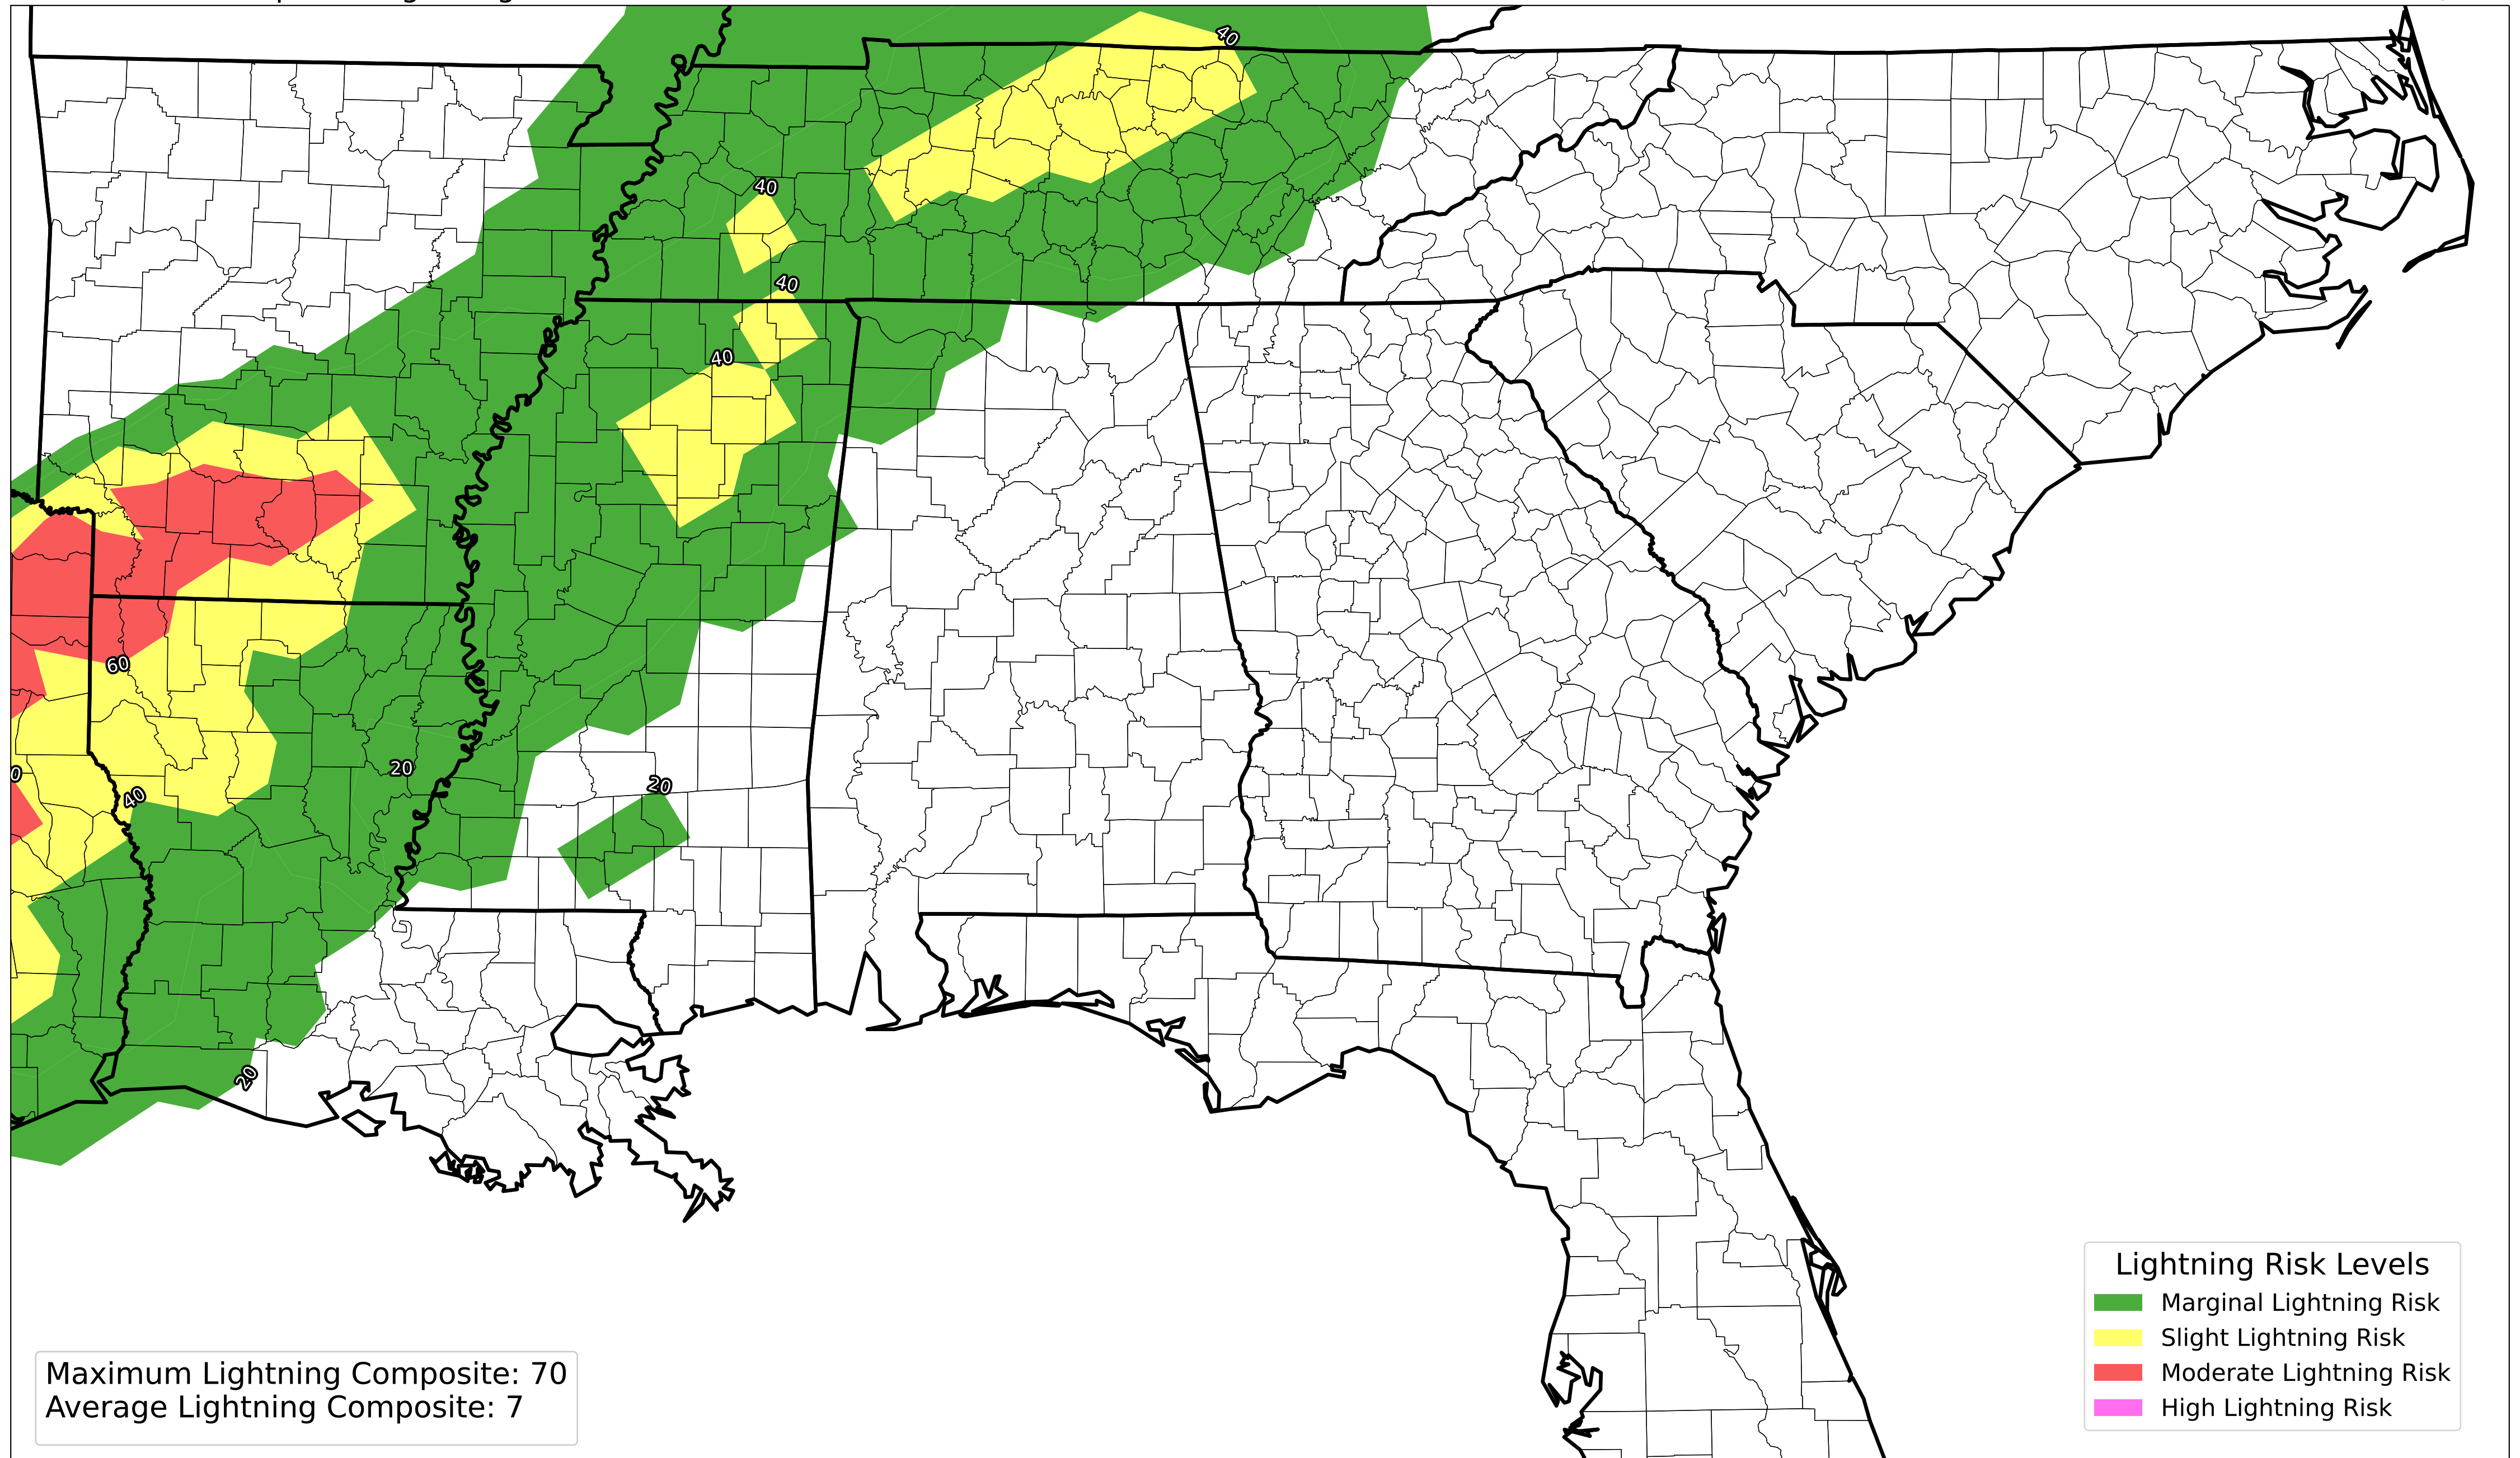 40
40
40
40
60
20
20
0
40
20
Lightning Risk Levels
Marginal Lightning Risk
Slight Lightning Risk
Moderate Lightning Risk
High Lightning Risk
Maximum Lightning Composite: 70
Average Lightning Composite: 7